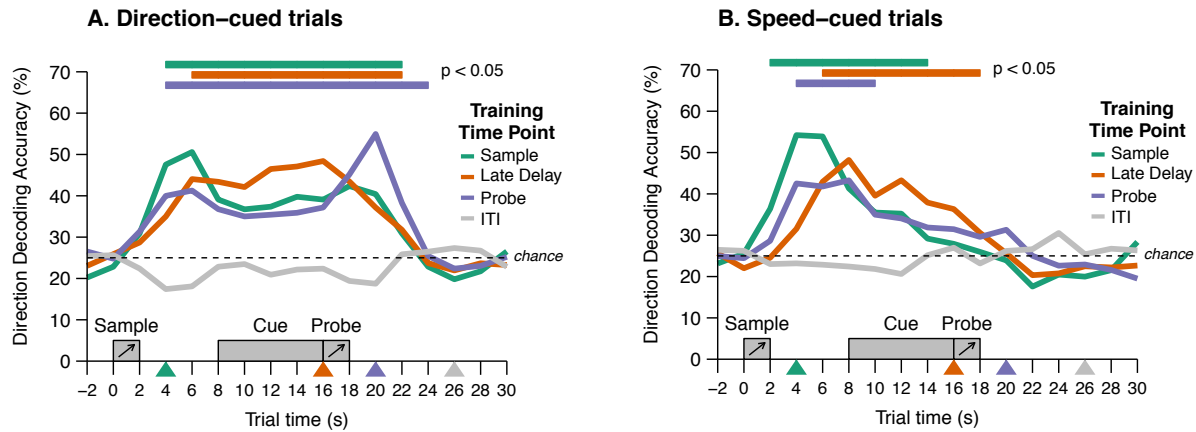 A. Direction–cued trials
Direction Decoding Accuracy (%)
70
60
50
40
30
20
10
0
p < 0.05
Training
Time Point
Sample
Late Delay
Probe
ITI
chance
Sample
Cue
Probe
−2 0 2 4 6 8 10 12 14 16 18 20 22 24 26 28 30
Trial time (s)
B. Speed–cued trials
Direction Decoding Accuracy (%)
70
60
50
40
30
20
10
0
p < 0.05
Training
Time Point
Sample
Late Delay
Probe
ITI
chance
Sample
Cue
Probe
−2 0 2 4 6 8 10 12 14 16 18 20 22 24 26 28 30
Trial time (s)